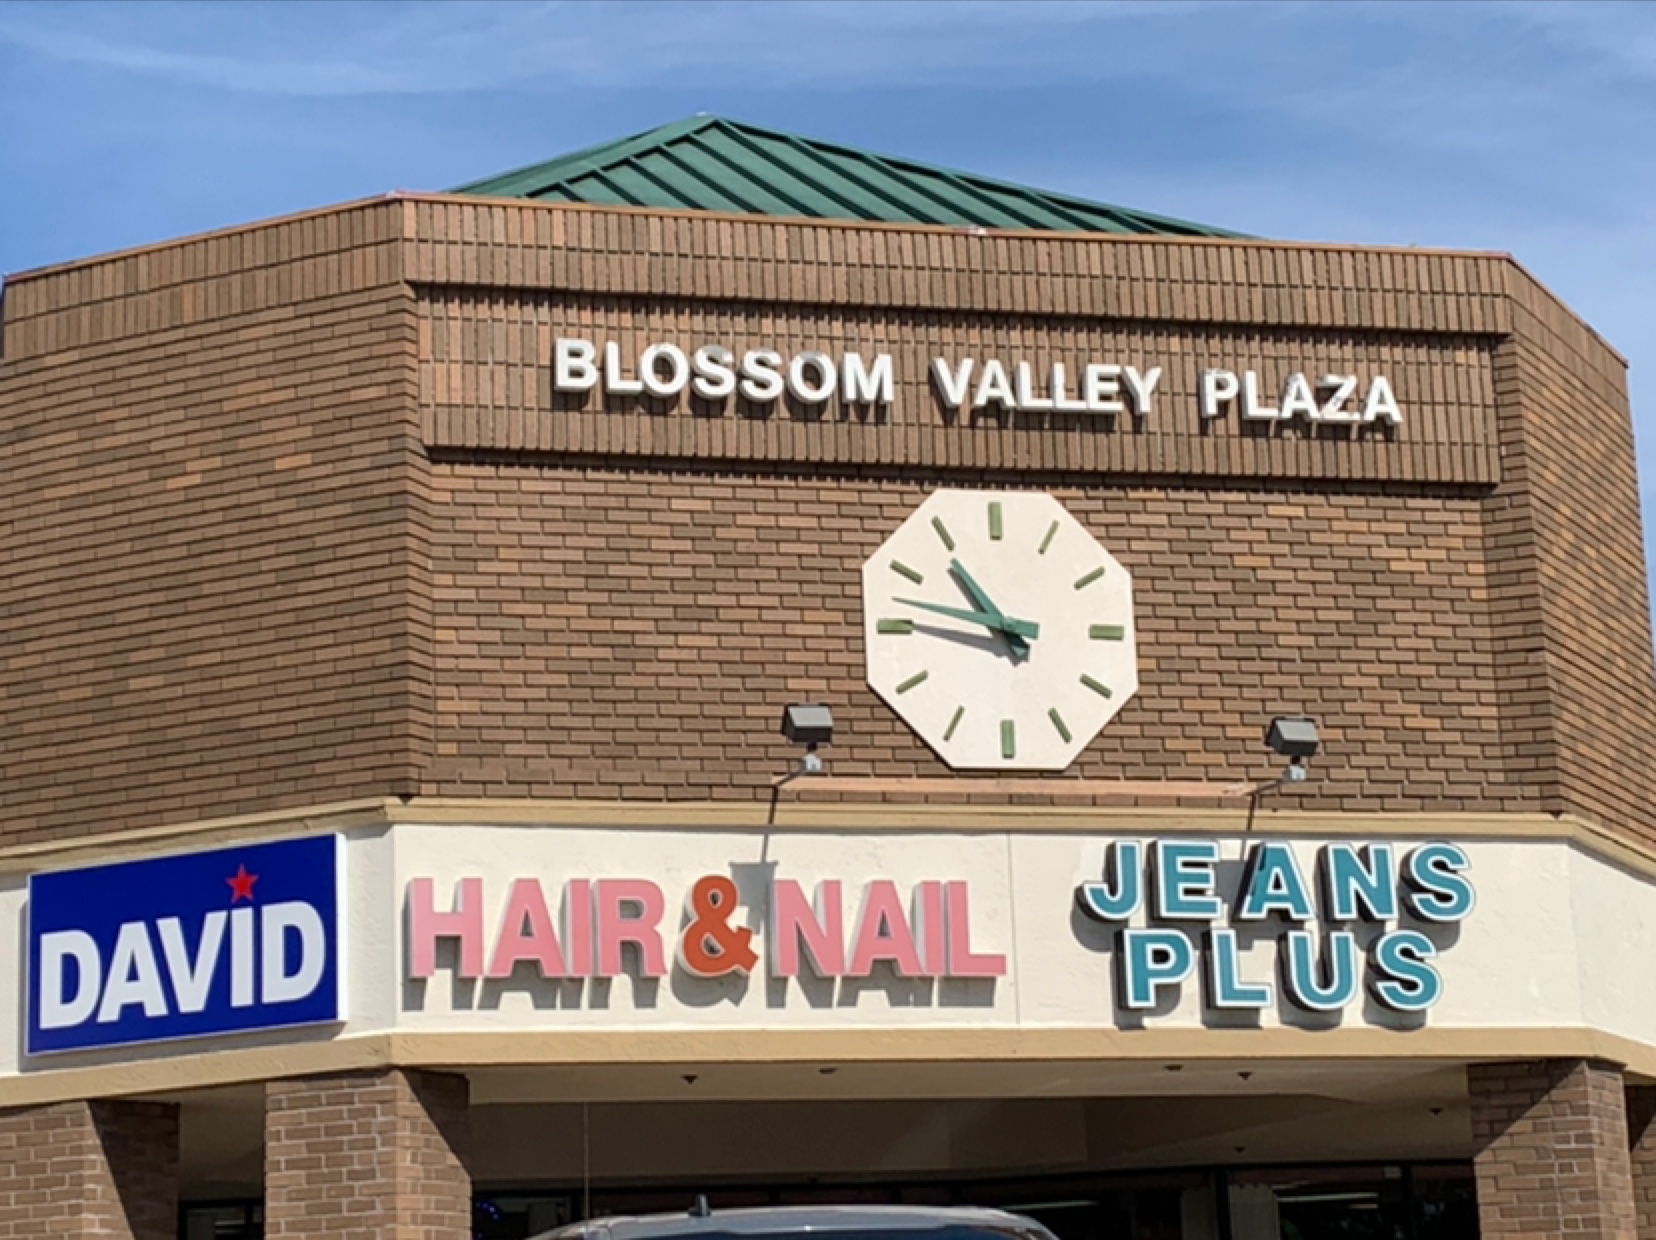 BLOSSOM VALLEY PLAZA
DAVID
HAIR & NAIL
JEANS
PLUS